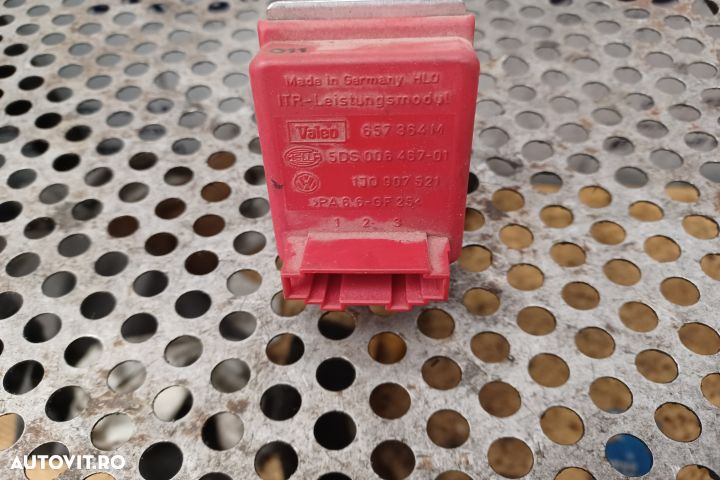 Made in Germany HLO
ITR-Leistungsmodul
Valeo 657 364 M
5DS 006 467-01
1J0 907 521
>PA 6.6-GF 25<
1 2 3
AUTOVIT.RO